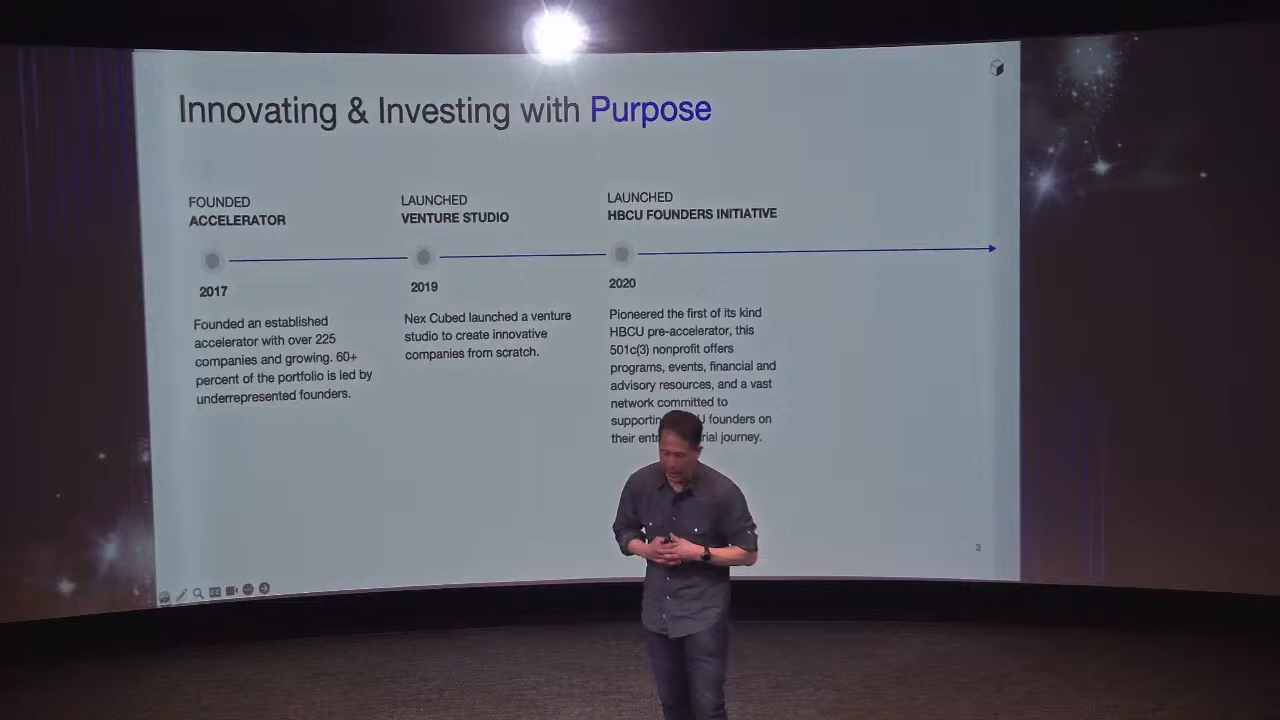 Innovating & Investing with Purpose
FOUNDED
ACCELERATOR
2017
Founded an established
accelerator with over 225
companies and growing. 60+
percent of the portfolio is led by
underrepresented founders.
LAUNCHED
VENTURE STUDIO
2019
Nex Cubed launched a venture
studio to create innovative
companies from scratch.
LAUNCHED
HBCU FOUNDERS INITIATIVE
2020
Pioneered the first of its kind
HBCU pre-accelerator, this
501c(3) nonprofit offers
programs, events, financial and
advisory resources, and a vast
network committed to
founders on
their journey.
3